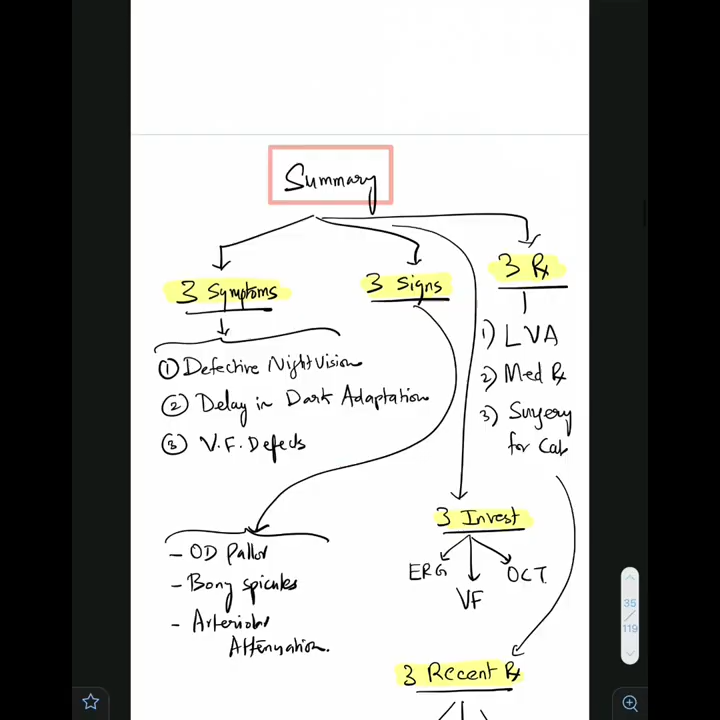 Summary
3 Symptoms
3 Signs
3 Rx
① Defective Night Vision
② Delay in Dark Adaptation
③ V.F. Defects
1) LVA
2) Med Rx
3) Surgery
for Cat
- OD Pallor
- Bony spicules
- Arteriolar
Attenuation.
3 Invest
ERG
VF
OCT
3 Recent Rx
35
/
119